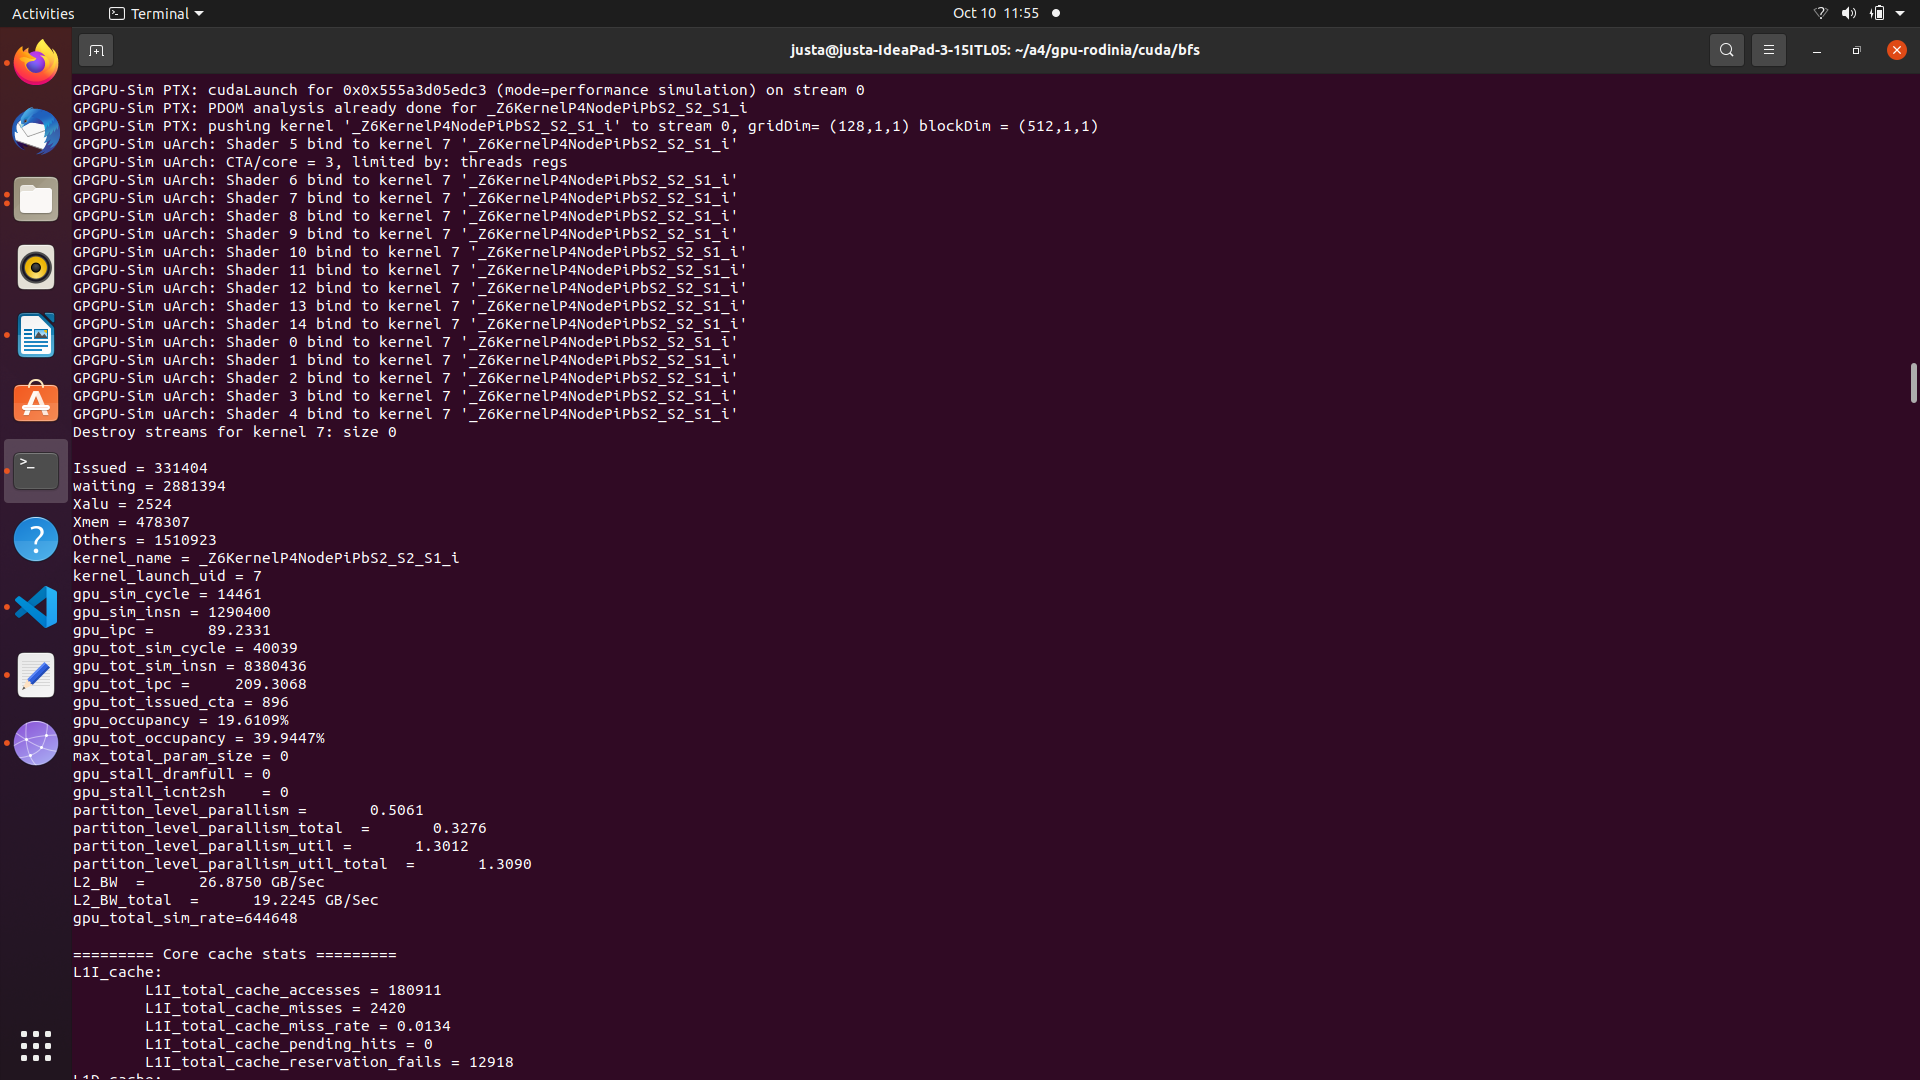 Activities
Terminal
Oct 10 11:55
justa@justa-IdeaPad-3-15ITL05: ~/a4/gpu-rodinia/cuda/bfs
GPGPU-Sim PTX: cudaLaunch for 0x0x555a3d05edc3 (mode=performance simulation) on stream 0
GPGPU-Sim PTX: PDOM analysis already done for _Z6KernelP4NodePiPbS2_S2_S1_i
GPGPU-Sim PTX: pushing kernel '_Z6KernelP4NodePiPbS2_S2_S1_i' to stream 0, gridDim= (128,1,1) blockDim = (512,1,1)
GPGPU-Sim uArch: Shader 5 bind to kernel 7 '_Z6KernelP4NodePiPbS2_S2_S1_i'
GPGPU-Sim uArch: CTA/core = 3, limited by: threads regs
GPGPU-Sim uArch: Shader 6 bind to kernel 7 '_Z6KernelP4NodePiPbS2_S2_S1_i'
GPGPU-Sim uArch: Shader 7 bind to kernel 7 '_Z6KernelP4NodePiPbS2_S2_S1_i'
GPGPU-Sim uArch: Shader 8 bind to kernel 7 '_Z6KernelP4NodePiPbS2_S2_S1_i'
GPGPU-Sim uArch: Shader 9 bind to kernel 7 '_Z6KernelP4NodePiPbS2_S2_S1_i'
GPGPU-Sim uArch: Shader 10 bind to kernel 7 '_Z6KernelP4NodePiPbS2_S2_S1_i'
GPGPU-Sim uArch: Shader 11 bind to kernel 7 '_Z6KernelP4NodePiPbS2_S2_S1_i'
GPGPU-Sim uArch: Shader 12 bind to kernel 7 '_Z6KernelP4NodePiPbS2_S2_S1_i'
GPGPU-Sim uArch: Shader 13 bind to kernel 7 '_Z6KernelP4NodePiPbS2_S2_S1_i'
GPGPU-Sim uArch: Shader 14 bind to kernel 7 '_Z6KernelP4NodePiPbS2_S2_S1_i'
GPGPU-Sim uArch: Shader 0 bind to kernel 7 '_Z6KernelP4NodePiPbS2_S2_S1_i'
GPGPU-Sim uArch: Shader 1 bind to kernel 7 '_Z6KernelP4NodePiPbS2_S2_S1_i'
GPGPU-Sim uArch: Shader 2 bind to kernel 7 '_Z6KernelP4NodePiPbS2_S2_S1_i'
GPGPU-Sim uArch: Shader 3 bind to kernel 7 '_Z6KernelP4NodePiPbS2_S2_S1_i'
GPGPU-Sim uArch: Shader 4 bind to kernel 7 '_Z6KernelP4NodePiPbS2_S2_S1_i'
Destroy streams for kernel 7: size 0
Issued = 331404
waiting = 2881394
Xalu = 2524
Xmem = 478307
Others = 1510923
kernel_name = _Z6KernelP4NodePiPbS2_S2_S1_i
kernel_launch_uid = 7
gpu_sim_cycle = 14461
gpu_sim_insn = 1290400
gpu_ipc =      89.2331
gpu_tot_sim_cycle = 40039
gpu_tot_sim_insn = 8380436
gpu_tot_ipc =     209.3068
gpu_tot_issued_cta = 896
gpu_occupancy = 19.6109%
gpu_tot_occupancy = 39.9447%
max_total_param_size = 0
gpu_stall_dramfull = 0
gpu_stall_icnt2sh    = 0
partiton_level_parallism =       0.5061
partiton_level_parallism_total  =       0.3276
partiton_level_parallism_util =       1.3012
partiton_level_parallism_util_total  =       1.3090
L2_BW  =      26.8750 GB/Sec
L2_BW_total  =      19.2245 GB/Sec
gpu_total_sim_rate=644648
========= Core cache stats =========
L1I_cache:
L1I_total_cache_accesses = 180911
L1I_total_cache_misses = 2420
L1I_total_cache_miss_rate = 0.0134
L1I_total_cache_pending_hits = 0
L1I_total_cache_reservation_fails = 12918
L1D_cache: